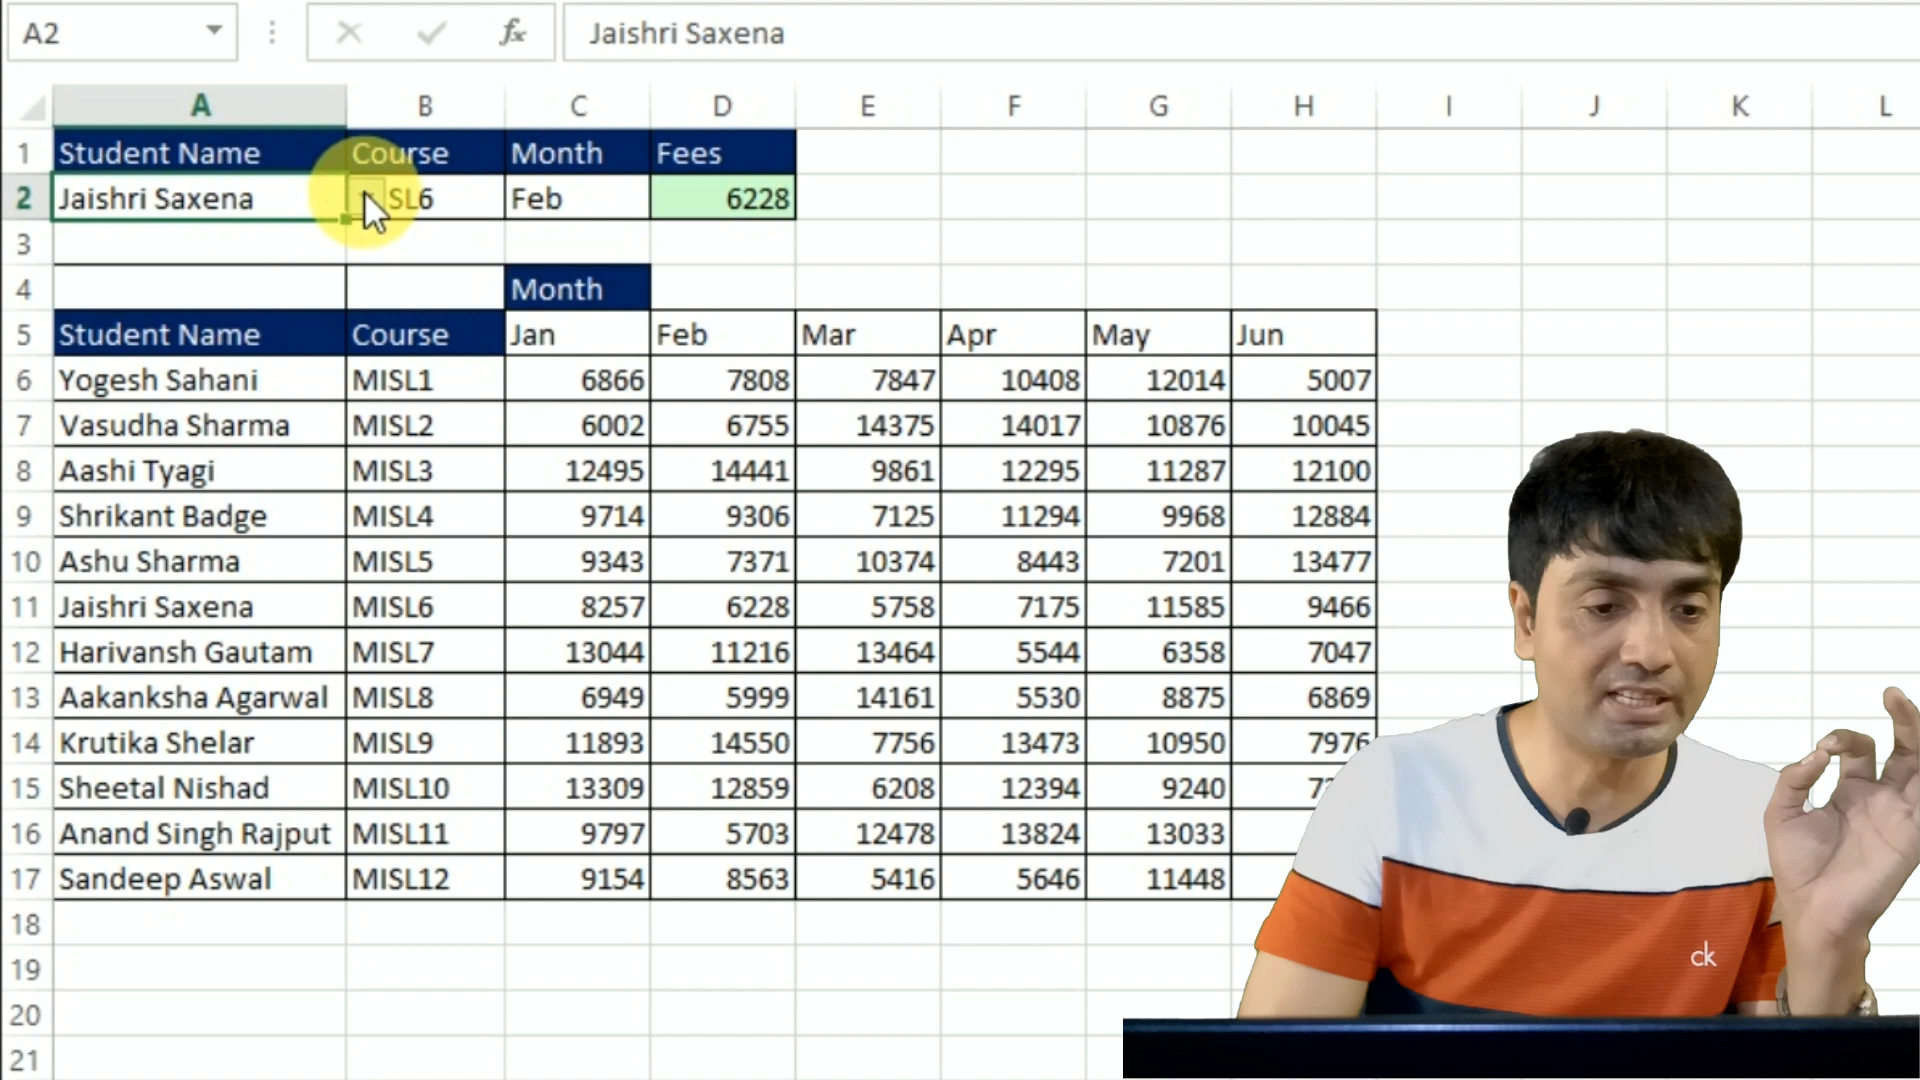 A2 fx Jaishri Saxena
A B C D E F G H I J K L
1 Student Name Course Month Fees
2 Jaishri Saxena SL6 Feb 6228
3
4 Month
5 Student Name Course Jan Feb Mar Apr May Jun
6 Yogesh Sahani MISL1 6866 7808 7847 10408 12014 5007
7 Vasudha Sharma MISL2 6002 6755 14375 14017 10876 10045
8 Aashi Tyagi MISL3 12495 14441 9861 12295 11287 12100
9 Shrikant Badge MISL4 9714 9306 7125 11294 9968 12884
10 Ashu Sharma MISL5 9343 7371 10374 8443 7201 13477
11 Jaishri Saxena MISL6 8257 6228 5758 7175 11585 9466
12 Harivansh Gautam MISL7 13044 11216 13464 5544 6358 7047
13 Aakanksha Agarwal MISL8 6949 5999 14161 5530 8875 6869
14 Krutika Shelar MISL9 11893 14550 7756 13473 10950 7976
15 Sheetal Nishad MISL10 13309 12859 6208 12394 9240
16 Anand Singh Rajput MISL11 9797 5703 12478 13824 13033
17 Sandeep Aswal MISL12 9154 8563 5416 5646 11448
18
19
20
21
ck